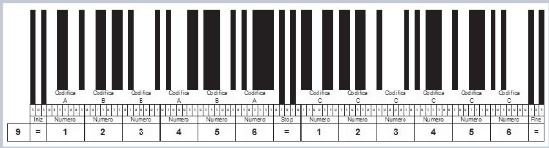 Codifica Codifica Codifica Codifica Codifica Codifica Codifica Codifica Codifica Codifica Codifica Codifica
A B B A B A C C C C C C
Iniz Numero Numero Numero Numero Numero Numero Stop Numero Numero Numero Numero Numero Numero Fine
9 = 1 2 3 4 5 6 = 1 2 3 4 5 6 =